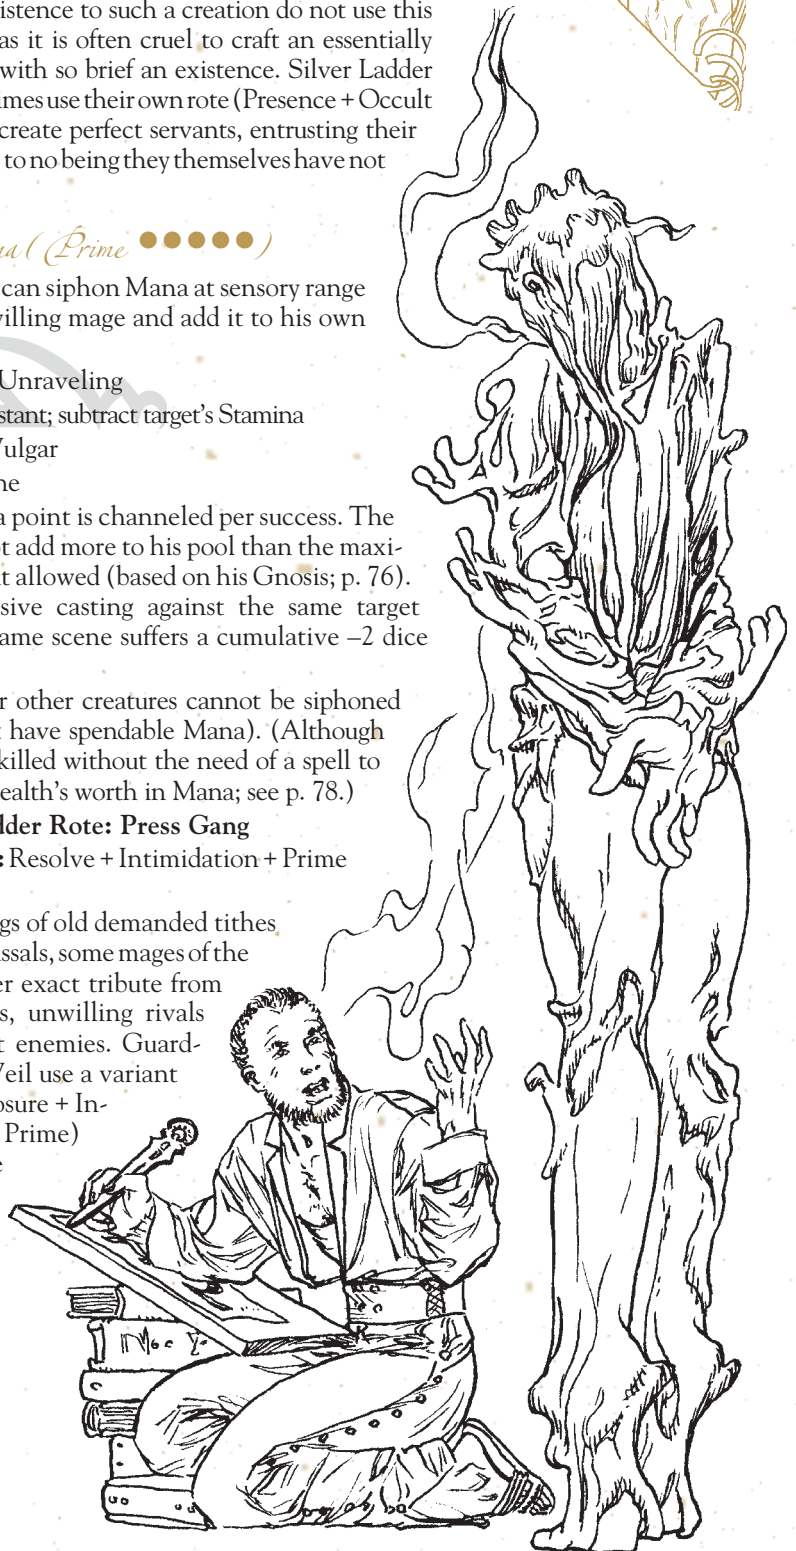 istence to such a creation do not use this
as it is often cruel to craft an essentially
with so brief an existence. Silver Ladder
imes use their own rote (Presence + Occult
create perfect servants, entrusting their
to no being they themselves have not
na (Prime ●●●●●)
can siphon Mana at sensory range
willing mage and add it to his own
Unraveling
stant; subtract target's Stamina
Vulgar
ne
a point is channeled per success. The
t add more to his pool than the maxi-
t allowed (based on his Gnosis; p. 76).
sive casting against the same target
ame scene suffers a cumulative –2 dice
r other creatures cannot be siphoned
t have spendable Mana). (Although
killed without the need of a spell to
ealth's worth in Mana; see p. 78.)
dder Rote: Press Gang
: Resolve + Intimidation + Prime
gs of old demanded tithes
ssals, some mages of the
er exact tribute from
s, unwilling rivals
t enemies. Guard-
Veil use a variant
osure + In-
Prime)
e